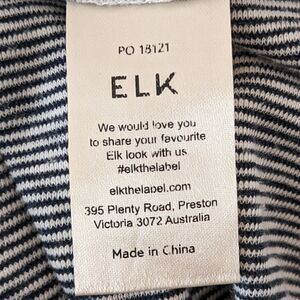 PO 18121
ELK
We would love you
to share your favourite
Elk look with us
#elkthelabel
elkthelabel.com
395 Plenty Road, Preston
Victoria 3072 Australia
Made in China